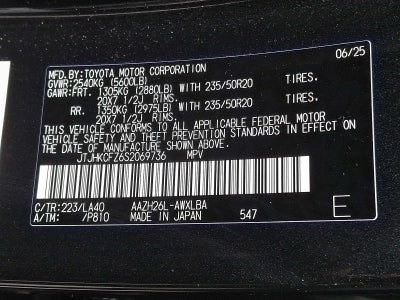 06/25
MFD.BY:TOYOTA MOTOR CORPORATION
GVWR:2540KG (5600LB)
GAWR:FRT. 1305KG (2880LB) WITH 235/50R20 TIRES.
20X7 1/2J RIMS.
RR. 1350KG (2975LB) WITH 235/50R20 TIRES.
20X7 1/2J RIMS.
THIS VEHICLE CONFORMS TO ALL APPLICABLE FEDERAL MOTOR
VEHICLE SAFETY AND THEFT PREVENTION STANDARDS IN EFFECT ON
THE DATE OF MANUFACTURE SHOWN ABOVE.
JTJHKCFZ6S2069736 MPV
C/TR:223/LA40 AAZH26L-AWXLBA
A/TM: /P810 MADE IN JAPAN 547 E